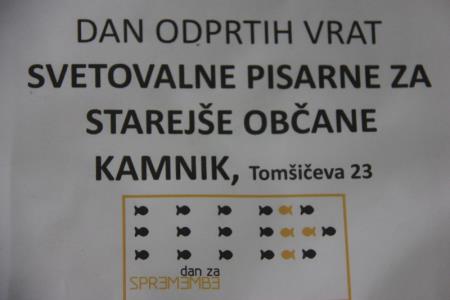 DAN ODPRTIH VRAT
SVETOVALNE PISARNE ZA
STAREJŠE OBČANE
KAMNIK, Tomšičeva 23
dan za
SPREMEMBE